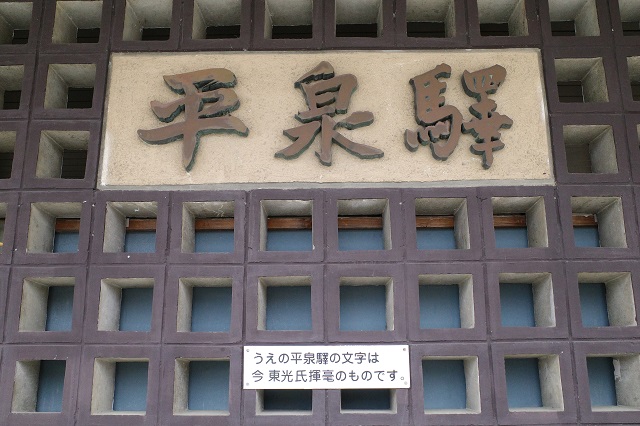 平泉驛
うえの平泉驛の文字は
今 東光氏揮毫のものです。